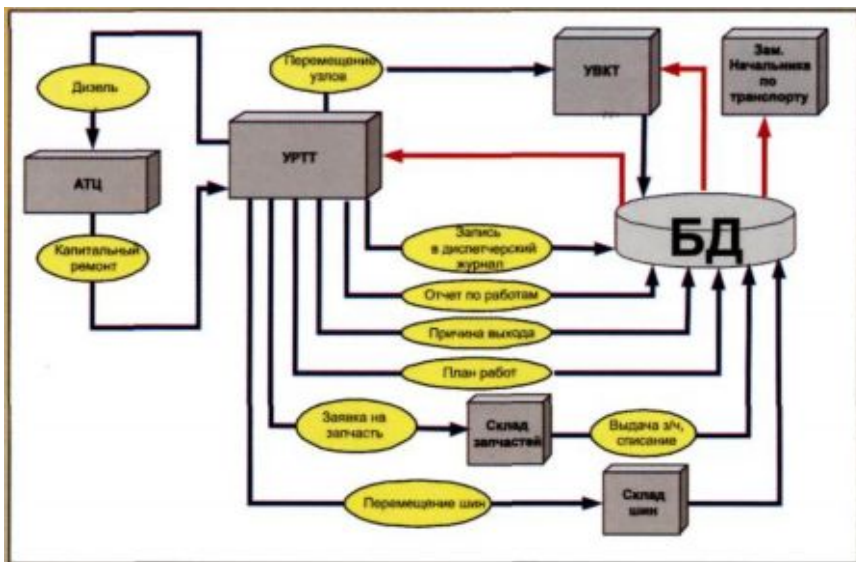 Дизель
Перемещение
узлов
УВКТ
Зам.
Начальника
по
транспорту
АТЦ
УРТТ
БД
Капитальный
ремонт
Запись
в диспетчерский
журнал
Отчет по работам
Причина выхода
План работ
Заявка на
запчасть
Склад
запчастей
Выдача з/ч,
списание
Перемещение шин
Склад
шин